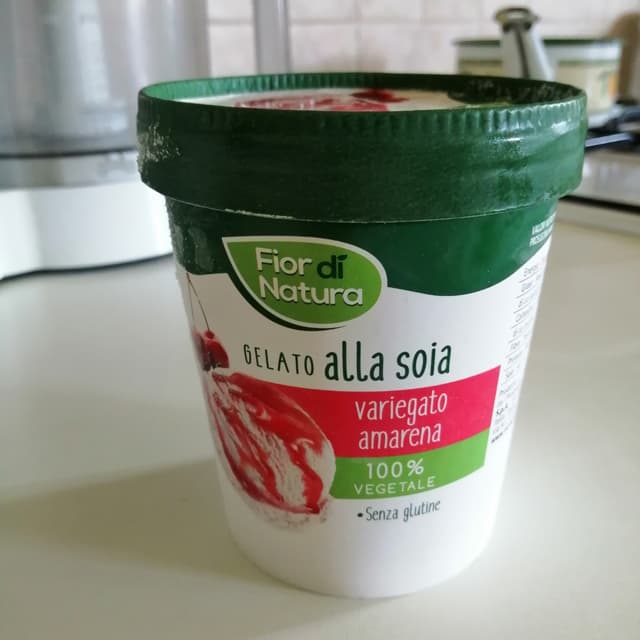 Fior di
Natura
GELATO alla soia
variegato
amarena
100%
VEGETALE
• Senza glutine